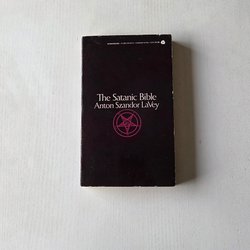 The Satanic Bible
Anton Szandor LaVey